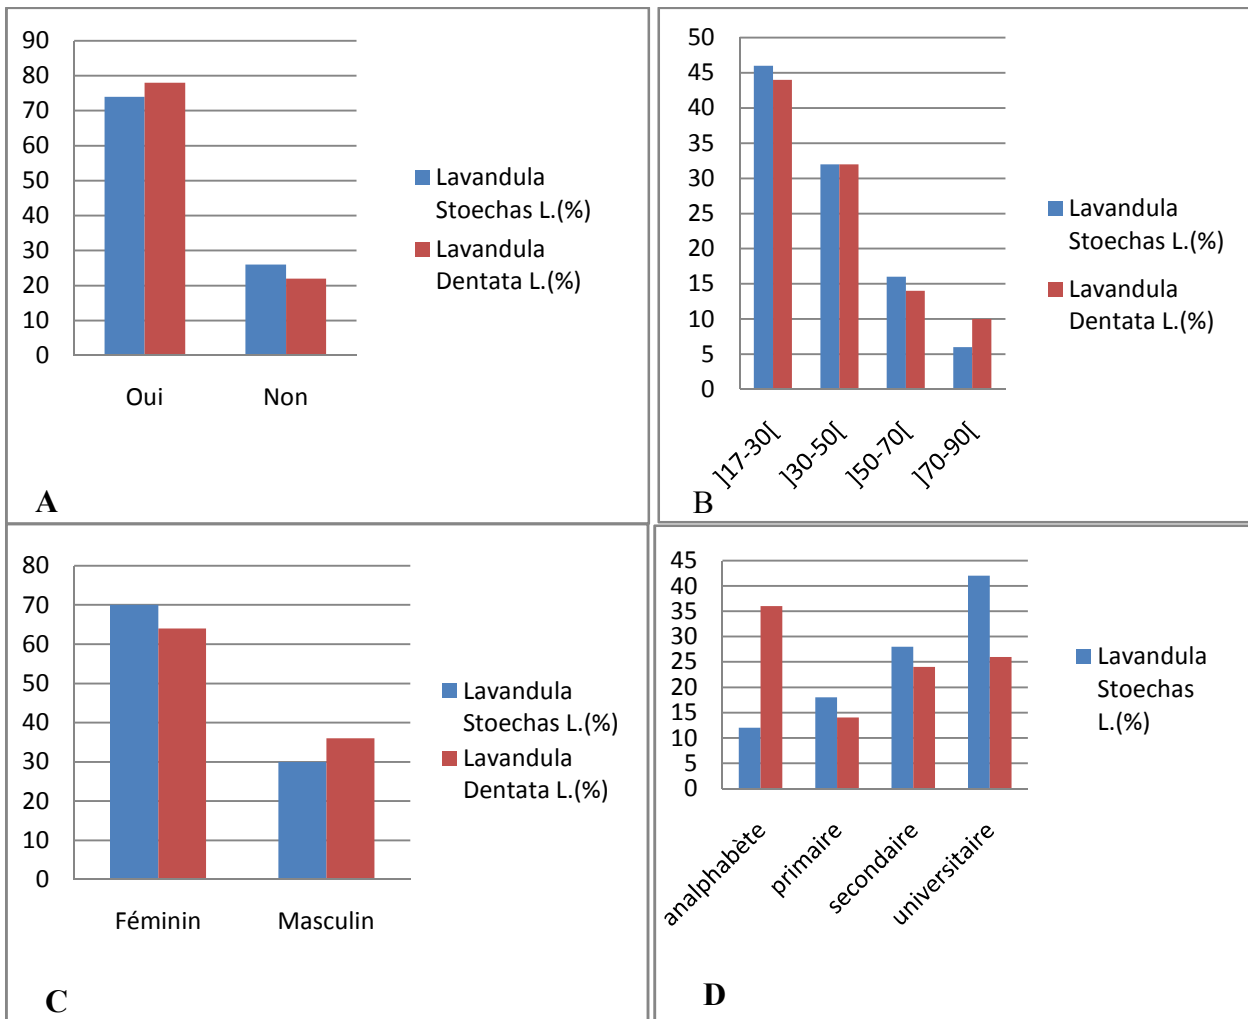 90
80
70
60
50
40
30
20
10
0
Oui Non
Lavandula
Stoechas L.(%)
Lavandula
Dentata L.(%)
A
50
45
40
35
30
25
20
15
10
5
0
]17-30[ ]30-50[ ]50-70[ ]70-90[
Lavandula
Stoechas L.(%)
Lavandula
Dentata L.(%)
B
80
70
60
50
40
30
20
10
0
Féminin Masculin
Lavandula
Stoechas L.(%)
Lavandula
Dentata L.(%)
C
45
40
35
30
25
20
15
10
5
0
analphabète primaire secondaire universitaire
Lavandula
Stoechas
L.(%)
D